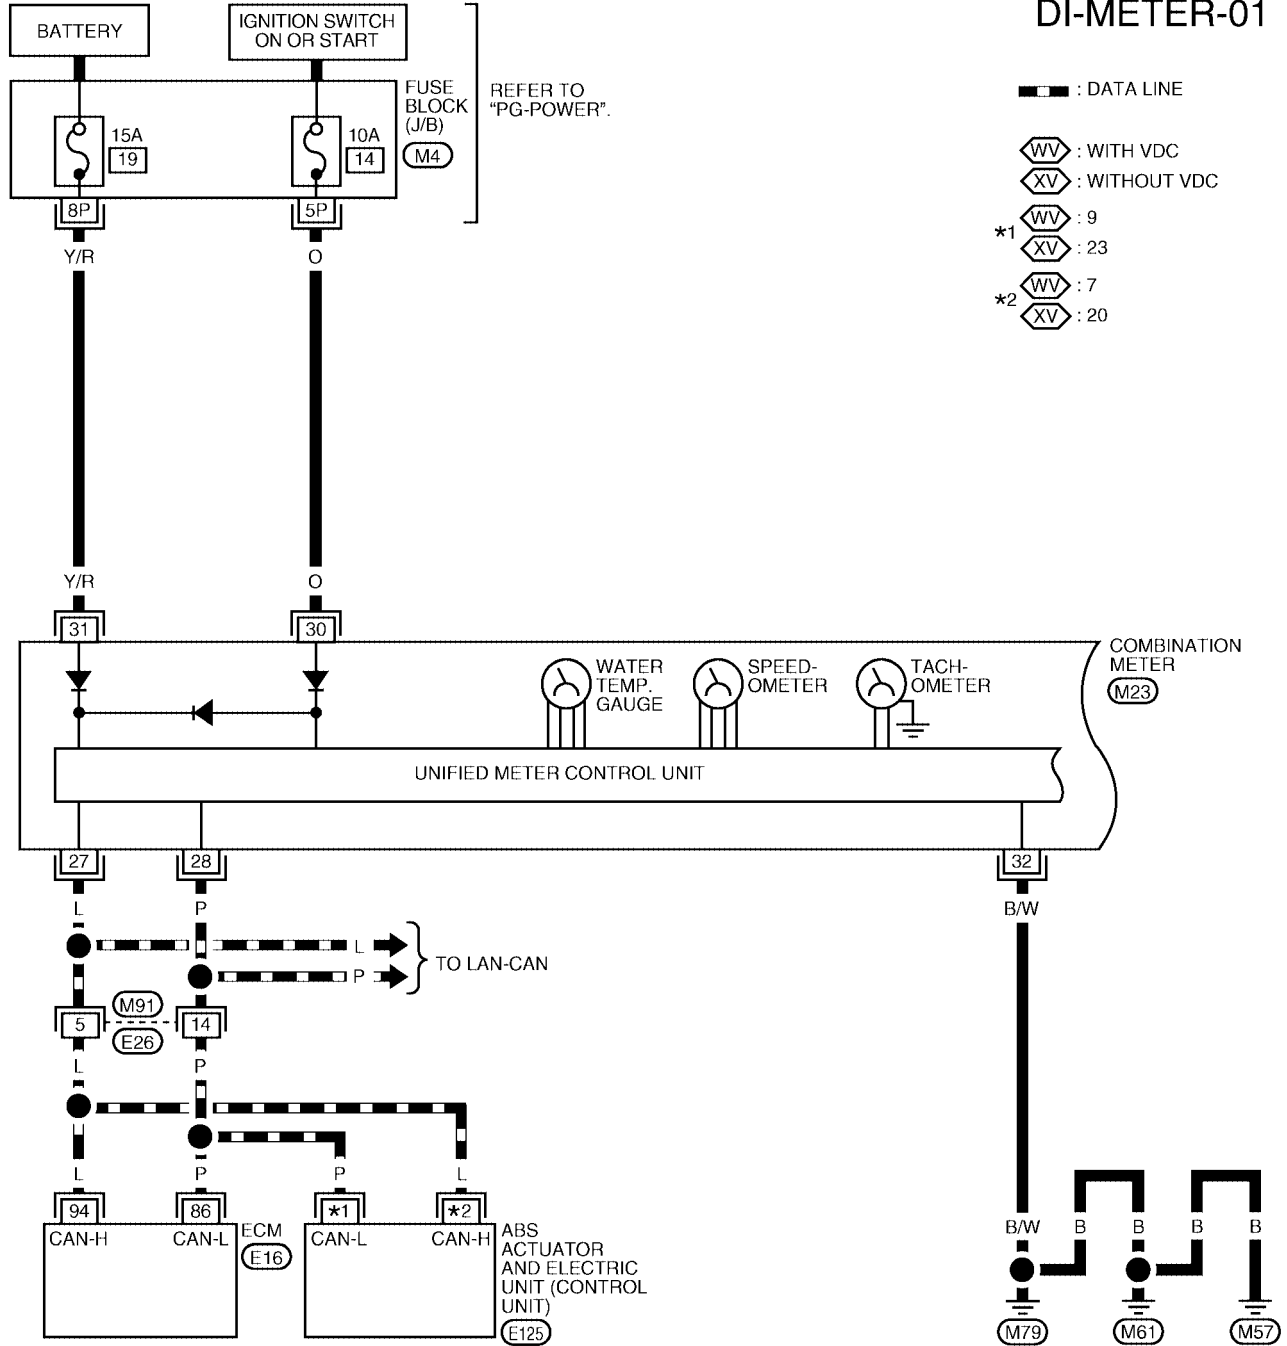 DI-METER-01
BATTERY
IGNITION SWITCH
ON OR START
FUSE
BLOCK
(J/B)
M4
REFER TO
"PG-POWER".
15A
19
10A
14
8P
5P
Y/R
O
: DATA LINE
WV : WITH VDC
XV : WITHOUT VDC
*1
WV : 9
XV : 23
*2
WV : 7
XV : 20
Y/R
O
31
30
COMBINATION
METER
M23
WATER
TEMP.
GAUGE
SPEED-
OMETER
TACH-
OMETER
UNIFIED METER CONTROL UNIT
27
28
32
L
P
B/W
L
P
TO LAN-CAN
M91
5
14
E26
L
P
L
P
P
L
94
86
*1
*2
CAN-H
CAN-L
ECM
E16
CAN-L
CAN-H
ABS
ACTUATOR
AND ELECTRIC
UNIT (CONTROL
UNIT)
E125
B/W
B
B
B
B
M79
M61
M57